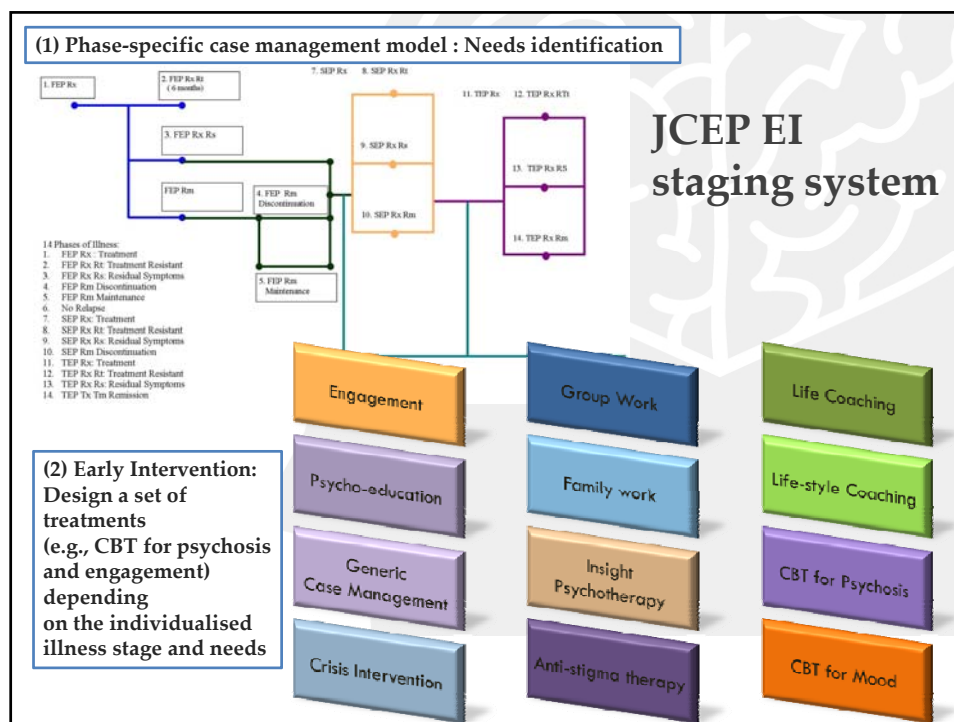 (1) Phase-specific case management model : Needs identification
7. SEP Rx
8. SEP Rx Rt
1. FEP Rx
2. FEP Rx Rt
( 6 months)
11. TEP Rx
12. TEP Rx RTt
JCEP EI
staging system
3. FEP Rx Rs
9. SEP Rx Rs
13. TEP Rx RS
FEP Rm
4. FEP Rm
Discontinuation
10. SEP Rx Rm
14. TEP Rx Rm
5. FEP Rm
Maintenance
14 Phases of Illness:
1. FEP Rx : Treatment
2. FEP Rx Rt: Treatment Resistant
3. FEP Rx Rs: Residual Symptoms
4. FEP Rm Discontinuation
5. FEP Rm Maintenance
6. No Relapse
7. SEP Rx: Treatment
8. SEP Rx Rt: Treatment Resistant
9. SEP Rx Rs: Residual Symptoms
10. SEP Rm Discontinuation
11. TEP Rx: Treatment
12. TEP Rx Rt: Treatment Resistant
13. TEP Rx Rs: Residual Symptoms
14. TEP Tx Tm Remission
Engagement
Group Work
Life Coaching
(2) Early Intervention:
Design a set of
treatments
(e.g., CBT for psychosis
and engagement)
depending
on the individualised
illness stage and needs
Psycho-education
Family work
Life-style Coaching
Generic
Case Management
Insight
Psychotherapy
CBT for Psychosis
Crisis Intervention
Anti-stigma therapy
CBT for Mood